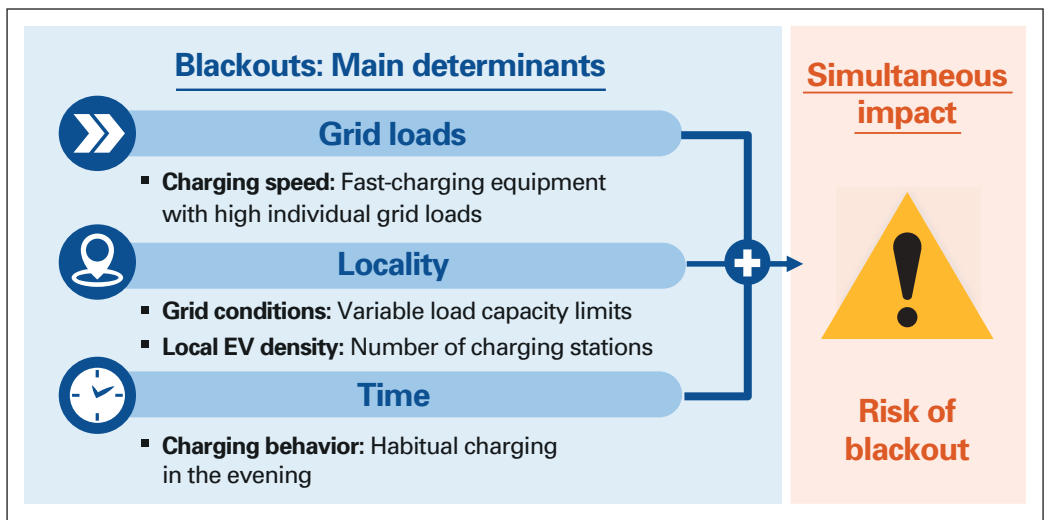 Blackouts: Main determinants
Grid loads
▪ Charging speed: Fast-charging equipment
with high individual grid loads
Locality
▪ Grid conditions: Variable load capacity limits
▪ Local EV density: Number of charging stations
Time
▪ Charging behavior: Habitual charging
in the evening
Simultaneous
impact
Risk of
blackout